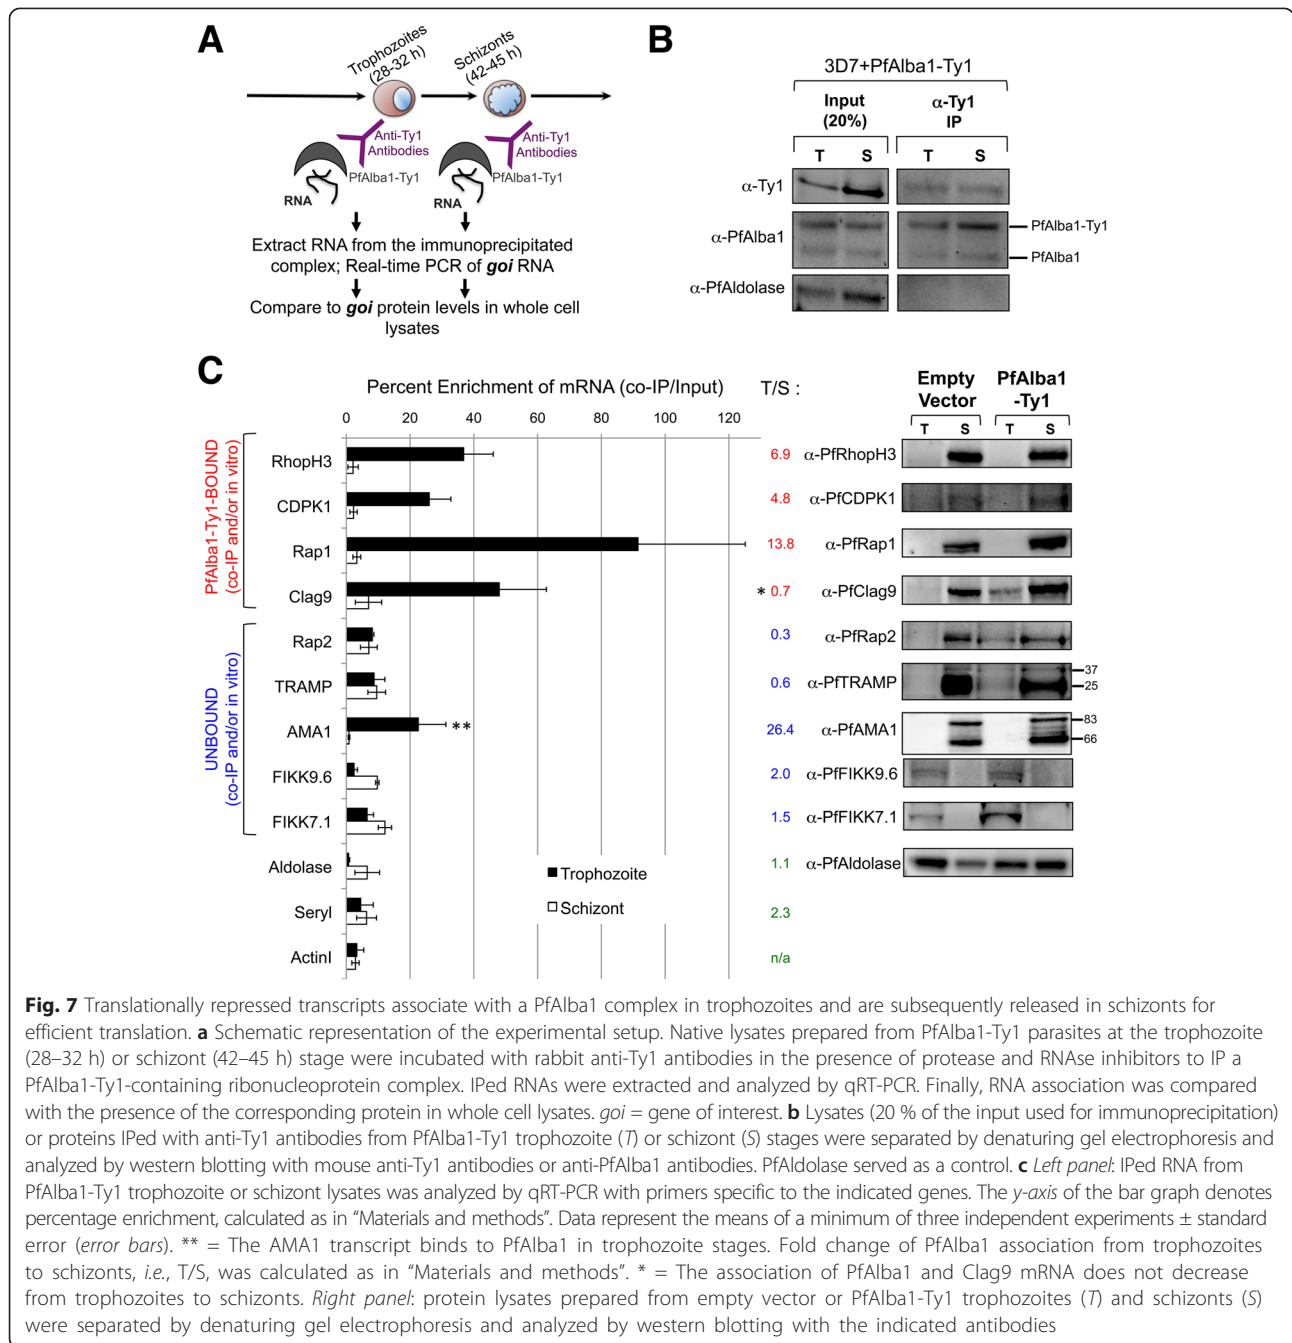 A
Trophozoites
(28-32 h)
Schizonts
(42-45 h)
Anti-Ty1
Antibodies
Anti-Ty1
Antibodies
PfAlba1-Ty1
PfAlba1-Ty1
RNA
RNA
Extract RNA from the immunoprecipitated
complex; Real-time PCR of goi RNA
Compare to goi protein levels in whole cell
lysates
B
3D7+PfAlba1-Ty1
Input
(20%)
α-Ty1
IP
T S T S
α-Ty1
α-PfAlba1
PfAlba1-Ty1
PfAlba1
α-PfAldolase
C
Percent Enrichment of mRNA (co-IP/Input)
T/S :
0 20 40 60 80 100 120
PfAlba1-Ty1-BOUND
(co-IP and/or in vitro)
UNBOUND
(co-IP and/or in vitro)
RhopH3
CDPK1
Rap1
Clag9
Rap2
TRAMP
AMA1
**
FIKK9.6
FIKK7.1
Aldolase
Seryl
ActinI
Trophozoite
Schizont
6.9
4.8
13.8
* 0.7
0.3
0.6
26.4
2.0
1.5
1.1
2.3
n/a
Empty
Vector
PfAlba1
-Ty1
T S T S
α-PfRhopH3
α-PfCDPK1
α-PfRap1
α-PfClag9
α-PfRap2
α-PfTRAMP
37
25
α-PfAMA1
83
66
α-PfFIKK9.6
α-PfFIKK7.1
α-PfAldolase
Fig. 7 Translationally repressed transcripts associate with a PfAlba1 complex in trophozoites and are subsequently released in schizonts for
efficient translation. a Schematic representation of the experimental setup. Native lysates prepared from PfAlba1-Ty1 parasites at the trophozoite
(28–32 h) or schizont (42–45 h) stage were incubated with rabbit anti-Ty1 antibodies in the presence of protease and RNAse inhibitors to IP a
PfAlba1-Ty1-containing ribonucleoprotein complex. IPed RNAs were extracted and analyzed by qRT-PCR. Finally, RNA association was compared
with the presence of the corresponding protein in whole cell lysates. goi = gene of interest. b Lysates (20 % of the input used for immunoprecipitation)
or proteins IPed with anti-Ty1 antibodies from PfAlba1-Ty1 trophozoite (T) or schizont (S) stages were separated by denaturing gel electrophoresis and
analyzed by western blotting with mouse anti-Ty1 antibodies or anti-PfAlba1 antibodies. PfAldolase served as a control. c Left panel: IPed RNA from
PfAlba1-Ty1 trophozoite or schizont lysates was analyzed by qRT-PCR with primers specific to the indicated genes. The y-axis of the bar graph denotes
percentage enrichment, calculated as in “Materials and methods”. Data represent the means of a minimum of three independent experiments ± standard
error (error bars). ** = The AMA1 transcript binds to PfAlba1 in trophozoite stages. Fold change of PfAlba1 association from trophozoites
to schizonts, i.e., T/S, was calculated as in “Materials and methods”. * = The association of PfAlba1 and Clag9 mRNA does not decrease
from trophozoites to schizonts. Right panel: protein lysates prepared from empty vector or PfAlba1-Ty1 trophozoites (T) and schizonts (S)
were separated by denaturing gel electrophoresis and analyzed by western blotting with the indicated antibodies